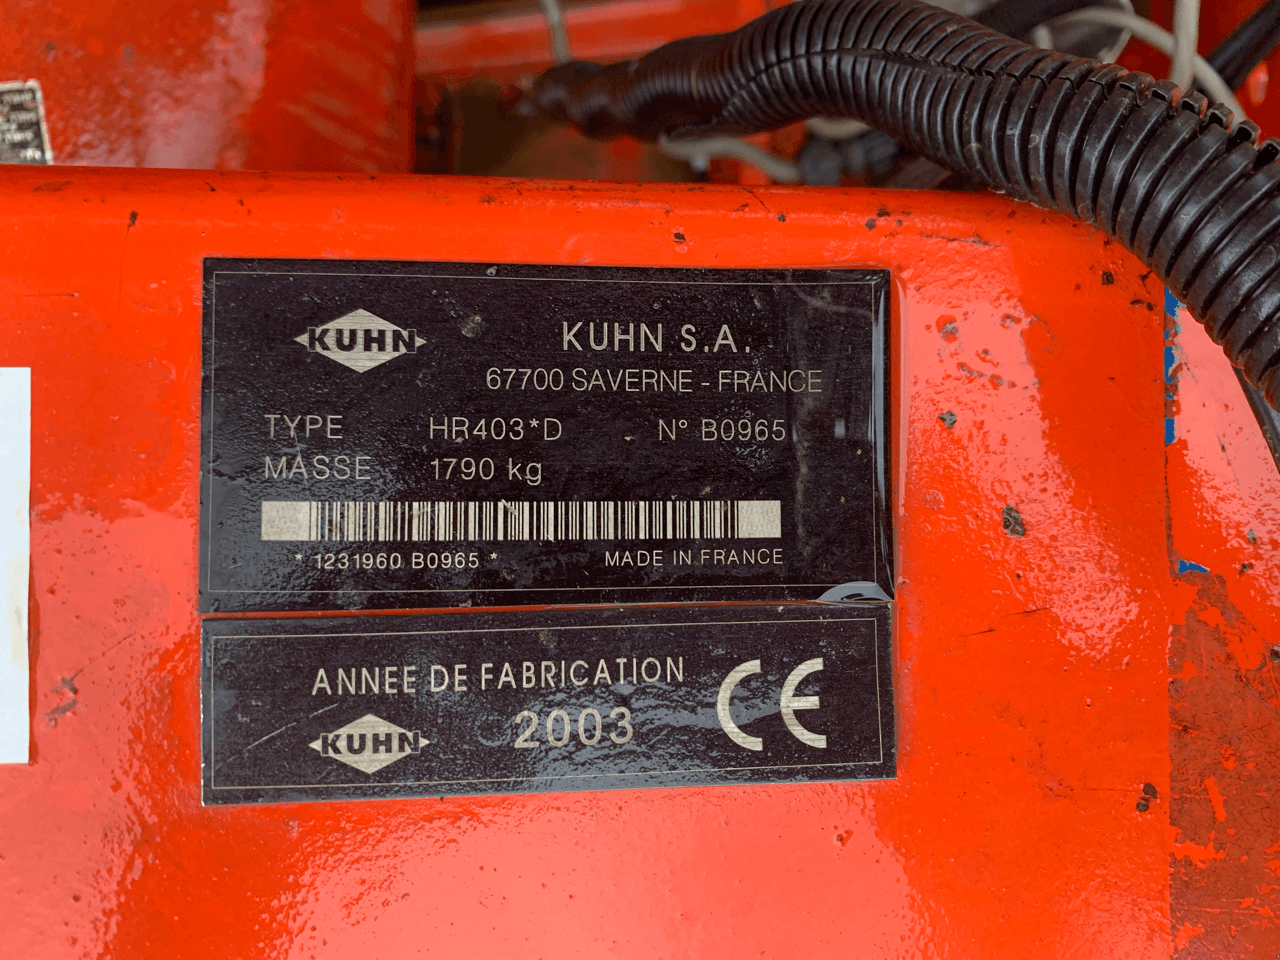 KUHN
KUHN S.A.
67700 SAVERNE - FRANCE
TYPE HR403*D N° B0965
MASSE 1790 kg
* 1231960 B0965 *
MADE IN FRANCE
ANNEE DE FABRICATION
KUHN
2003
CE